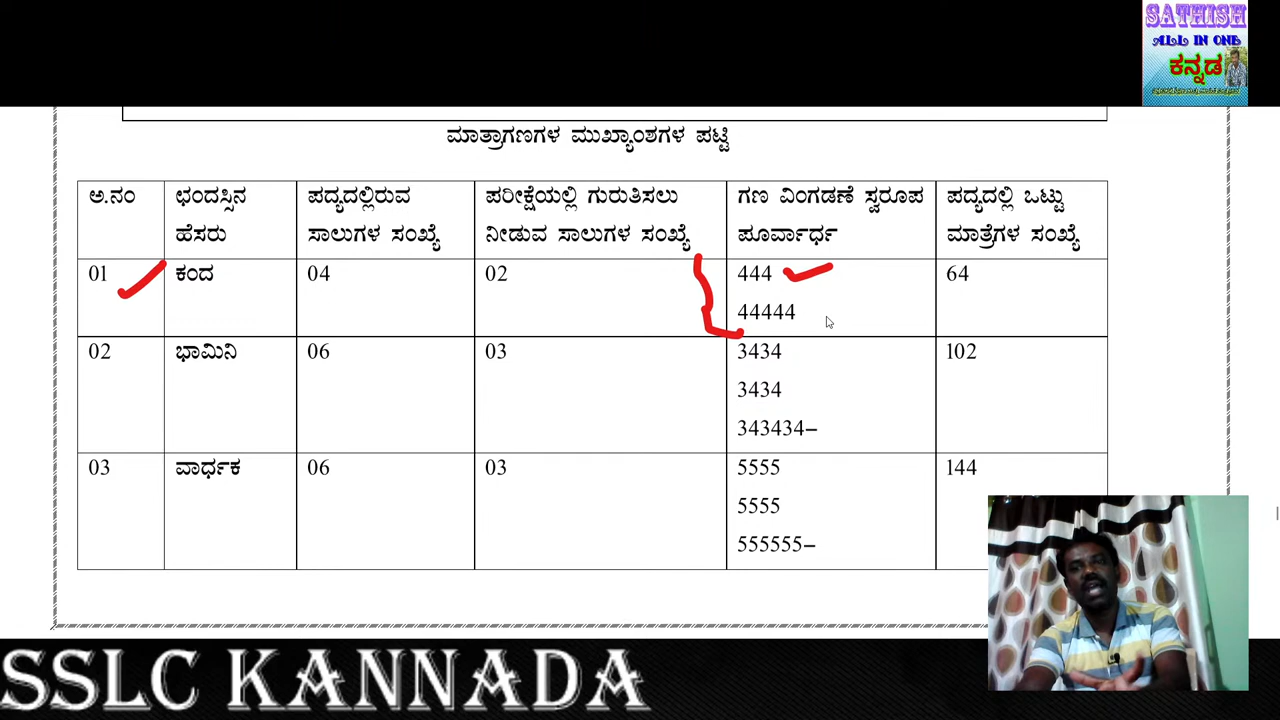 SATHISH
ALL IN ONE
ಕನ್ನಡ
ಮಾತ್ರಾಗಣಗಳ ಮುಖ್ಯಾಂಶಗಳ ಪಟ್ಟಿ
ಅ.ನಂ ಛಂದಸ್ಸಿನ ಹೆಸರು ಪದ್ಯದಲ್ಲಿರುವ ಸಾಲುಗಳ ಸಂಖ್ಯೆ ಪರೀಕ್ಷೆಯಲ್ಲಿ ಗುರುತಿಸಲು ನೀಡುವ ಸಾಲುಗಳ ಸಂಖ್ಯೆ ಗಣ ವಿಂಗಡಣೆ ಸ್ವರೂಪ ಪೂರ್ವಾರ್ಧ ಪದ್ಯದಲ್ಲಿ ಒಟ್ಟು ಮಾತ್ರೆಗಳ ಸಂಖ್ಯೆ
01 ಕಂದ 04 02 444 64
44444
02 ಭಾಮಿನಿ 06 03 3434 102
3434
343434–
03 ವಾರ್ಧಕ 06 03 5555 144
5555
555555–
SSLC KANNADA